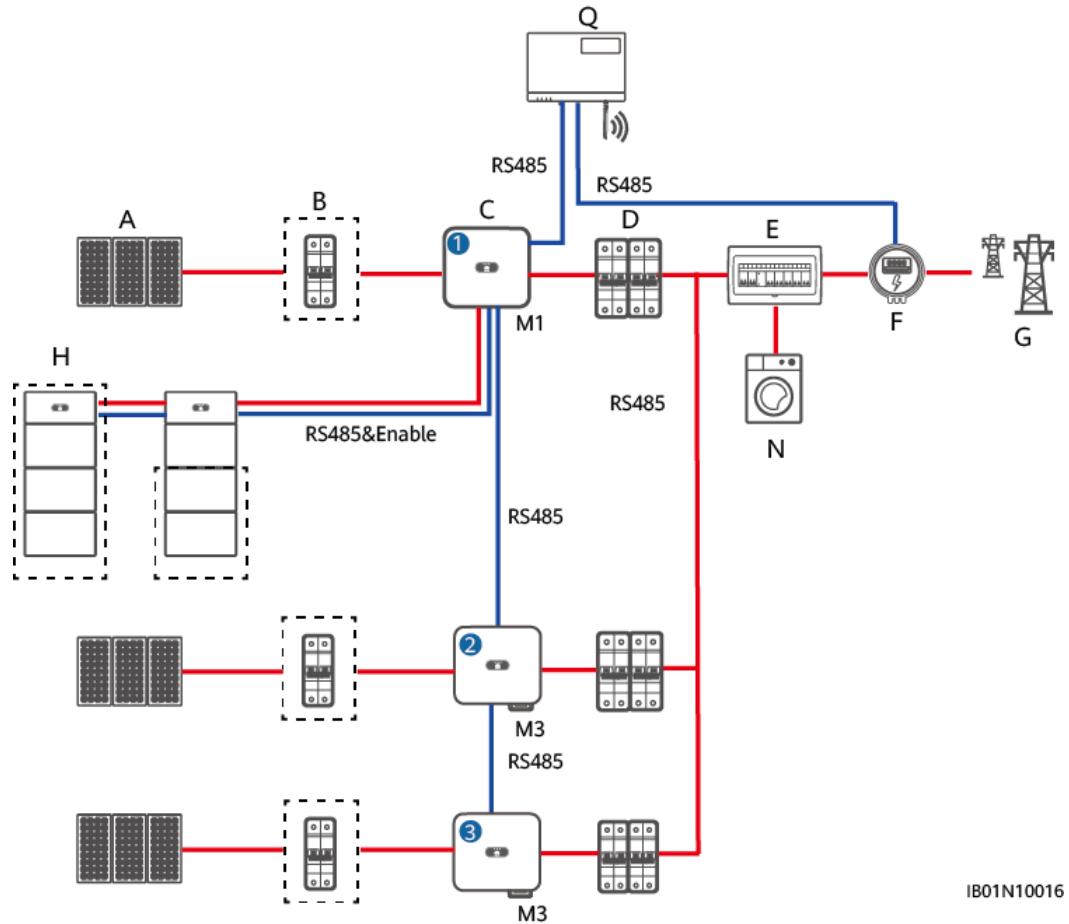 Q
RS485
RS485
A
B
C
D
E
1
M1
F
G
H
RS485&Enable
RS485
N
RS485
2
M3
RS485
3
M3
IB01N10016